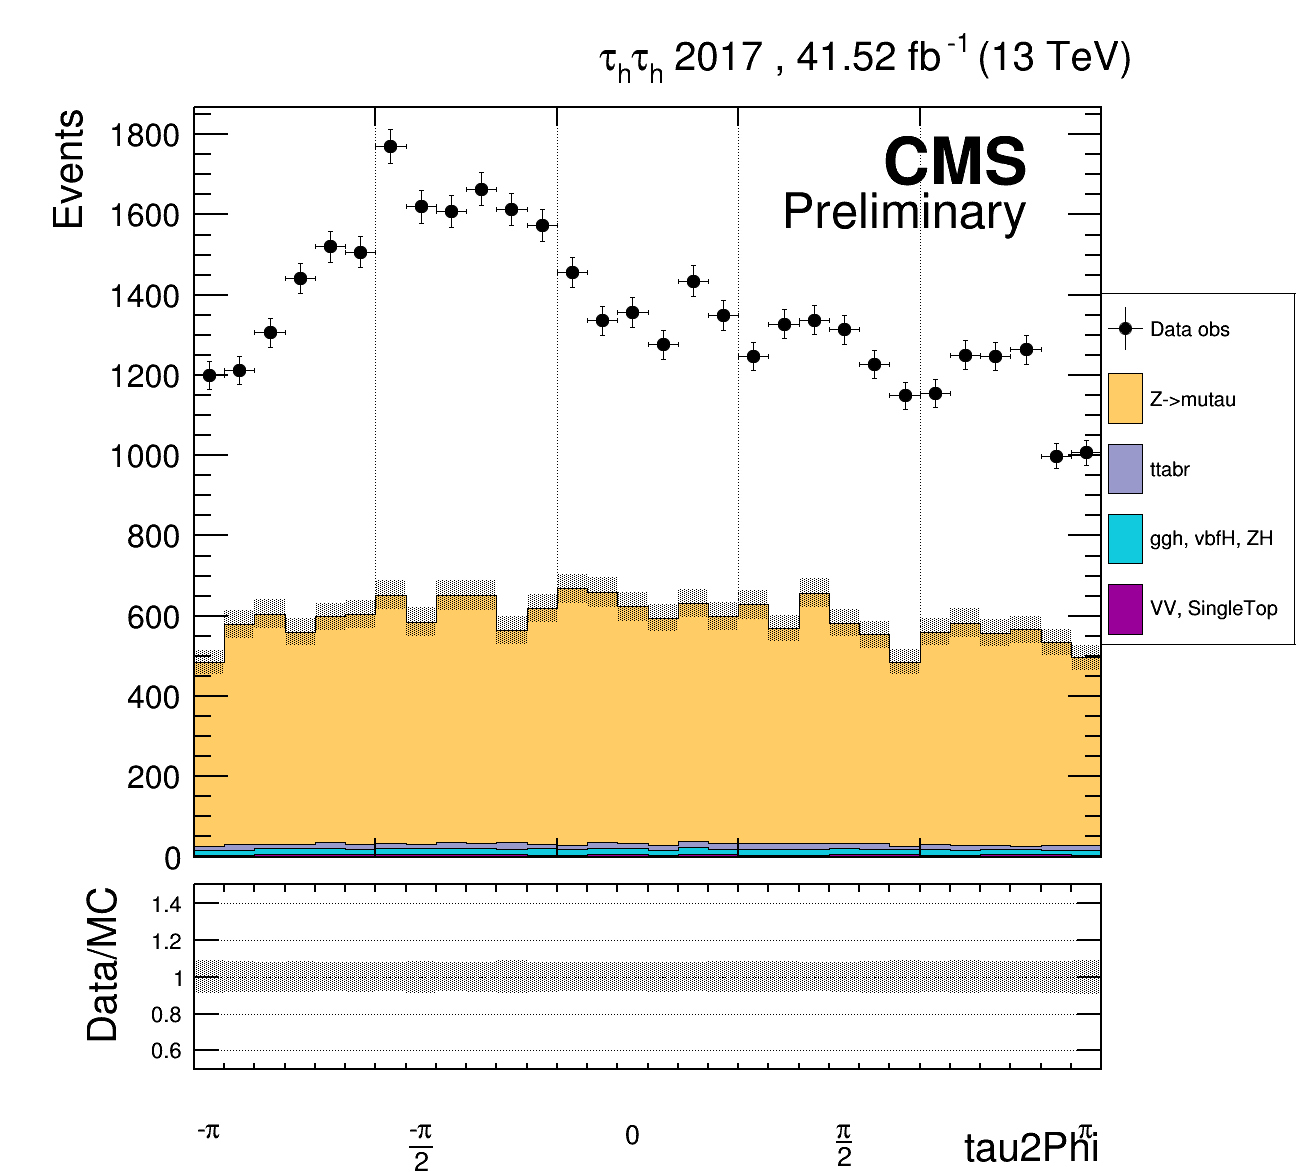 τhτh 2017 , 41.52 fb-1 (13 TeV)
Events
1800
1600
1400
1200
1000
800
600
400
200
0
CMS
Preliminary
Data obs
Z->mutau
ttabr
ggh, vbfH, ZH
VV, SingleTop
Data/MC
1.4
1.2
1
0.8
0.6
-π
-π/2
0
π/2
π
tau2Phi